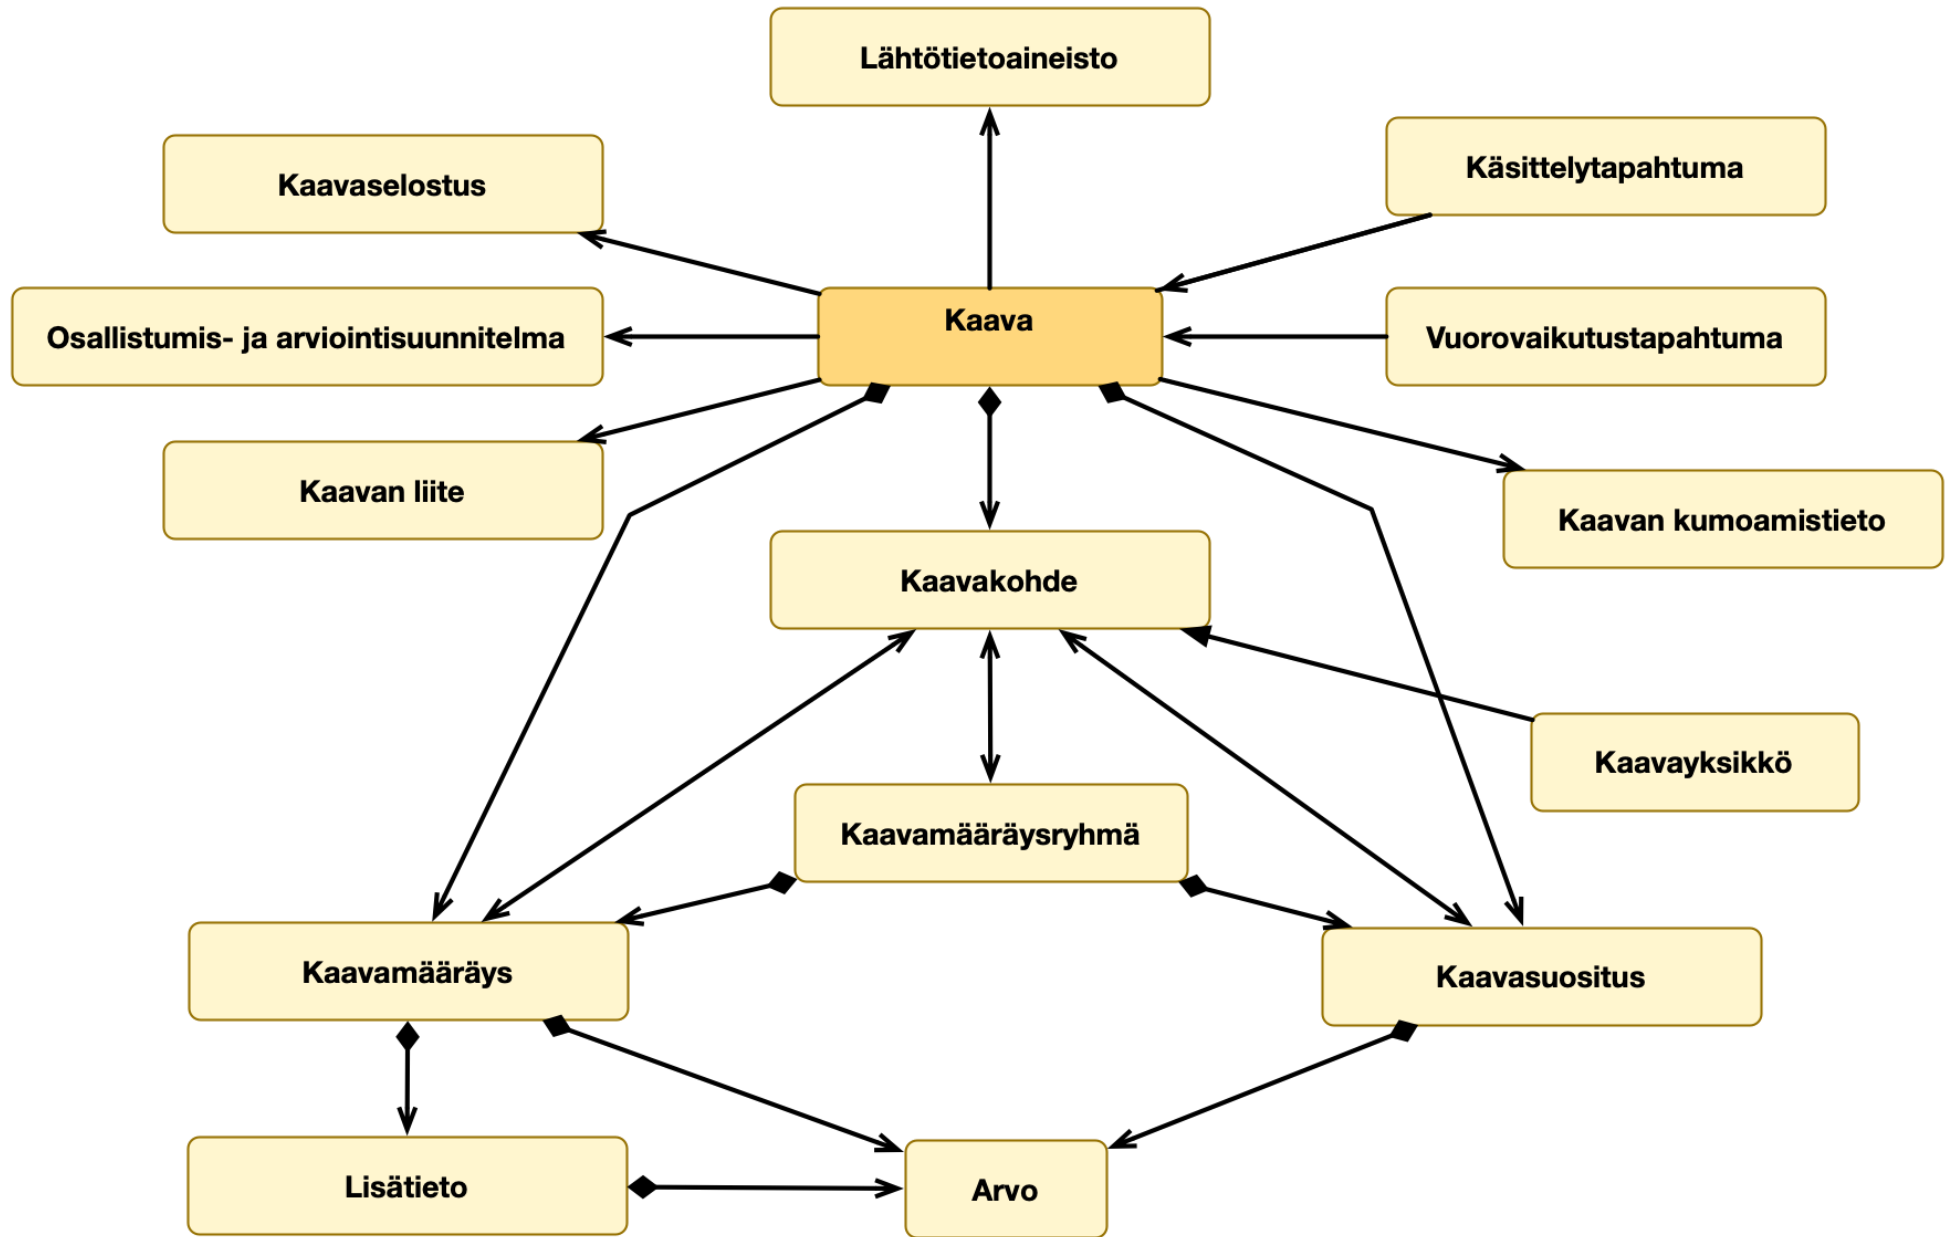 Lähtötietoaineisto
Käsittelytapahtuma
Kaavaselostus
Kaava
Osallistumis- ja arviointisuunnitelma
Vuorovaikutustapahtuma
Kaavan liite
Kaavan kumoamistieto
Kaavakohde
Kaavayksikkö
Kaavamääräysryhmä
Kaavamääräys
Kaavasuositus
Lisätieto
Arvo